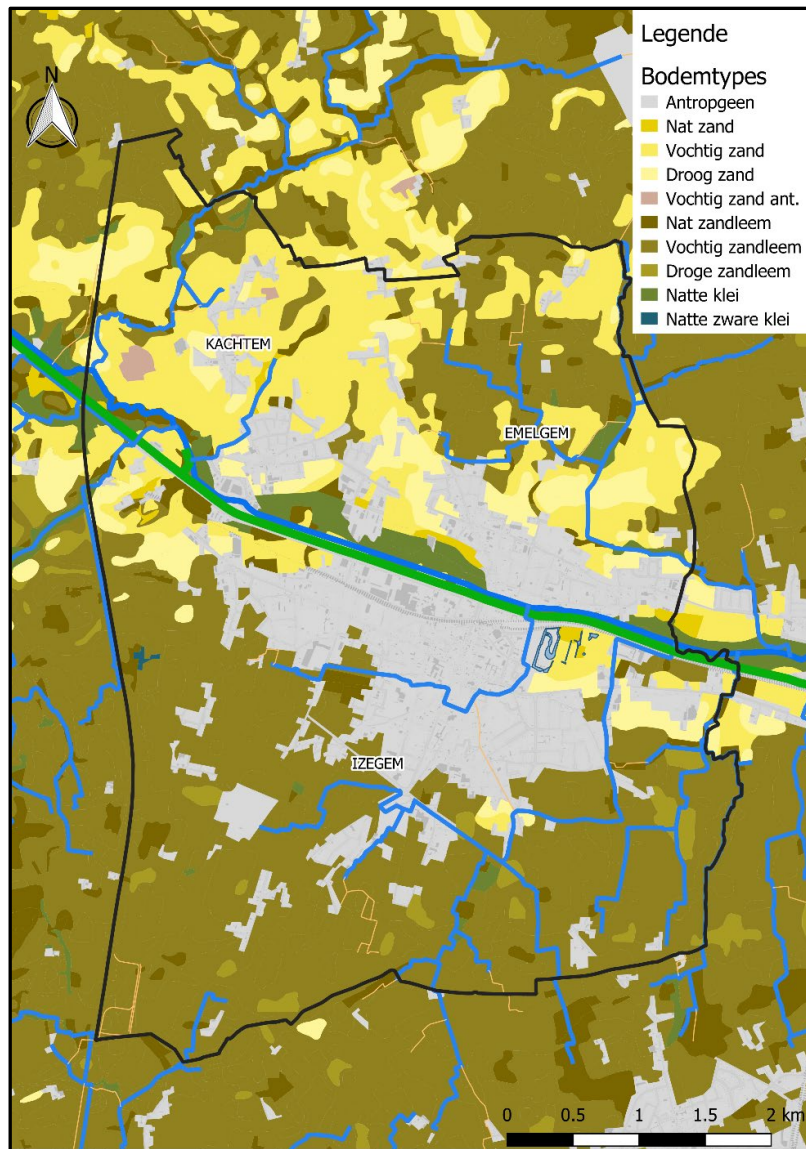 Legende
Bodemtypes
Antropgeen
Nat zand
Vochtig zand
Droog zand
Vochtig zand ant.
Nat zandleem
Vochtig zandleem
Droge zandleem
Natte klei
Natte zware klei
N
KACHTEM
EMELGEM
IZEGEM
0 0.5 1 1.5 2 km